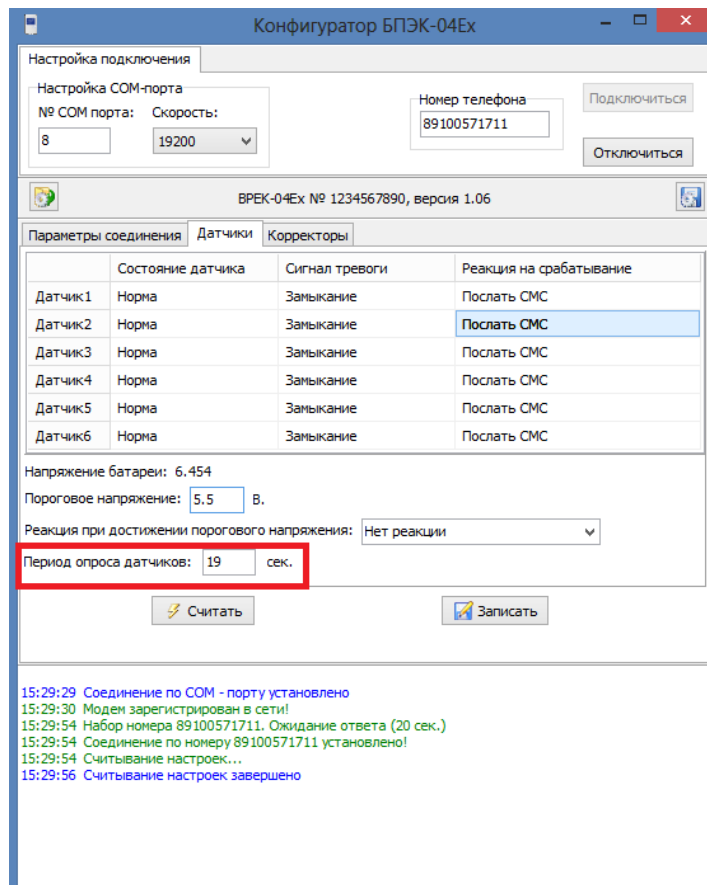 Конфигуратор БПЭК-04Ex
Настройка подключения
Настройка COM-порта
№ COM порта: Скорость:
8 19200
Номер телефона
89100571711
Подключиться
Отключиться
BPEK-04Ex № 1234567890, версия 1.06
Параметры соединения Датчики Корректоры
Состояние датчика Сигнал тревоги Реакция на срабатывание
Датчик1 Норма Замыкание Послать СМС
Датчик2 Норма Замыкание Послать СМС
Датчик3 Норма Замыкание Послать СМС
Датчик4 Норма Замыкание Послать СМС
Датчик5 Норма Замыкание Послать СМС
Датчик6 Норма Замыкание Послать СМС
Напряжение батареи: 6.454
Пороговое напряжение: 5.5 В.
Реакция при достижении порогового напряжения: Нет реакции
Период опроса датчиков: 19 сек.
Считать Записать
15:29:29 Соединение по COM - порту установлено
15:29:30 Модем зарегистрирован в сети!
15:29:54 Набор номера 89100571711. Ожидание ответа (20 сек.)
15:29:54 Соединение по номеру 89100571711 установлено!
15:29:54 Считывание настроек...
15:29:56 Считывание настроек завершено